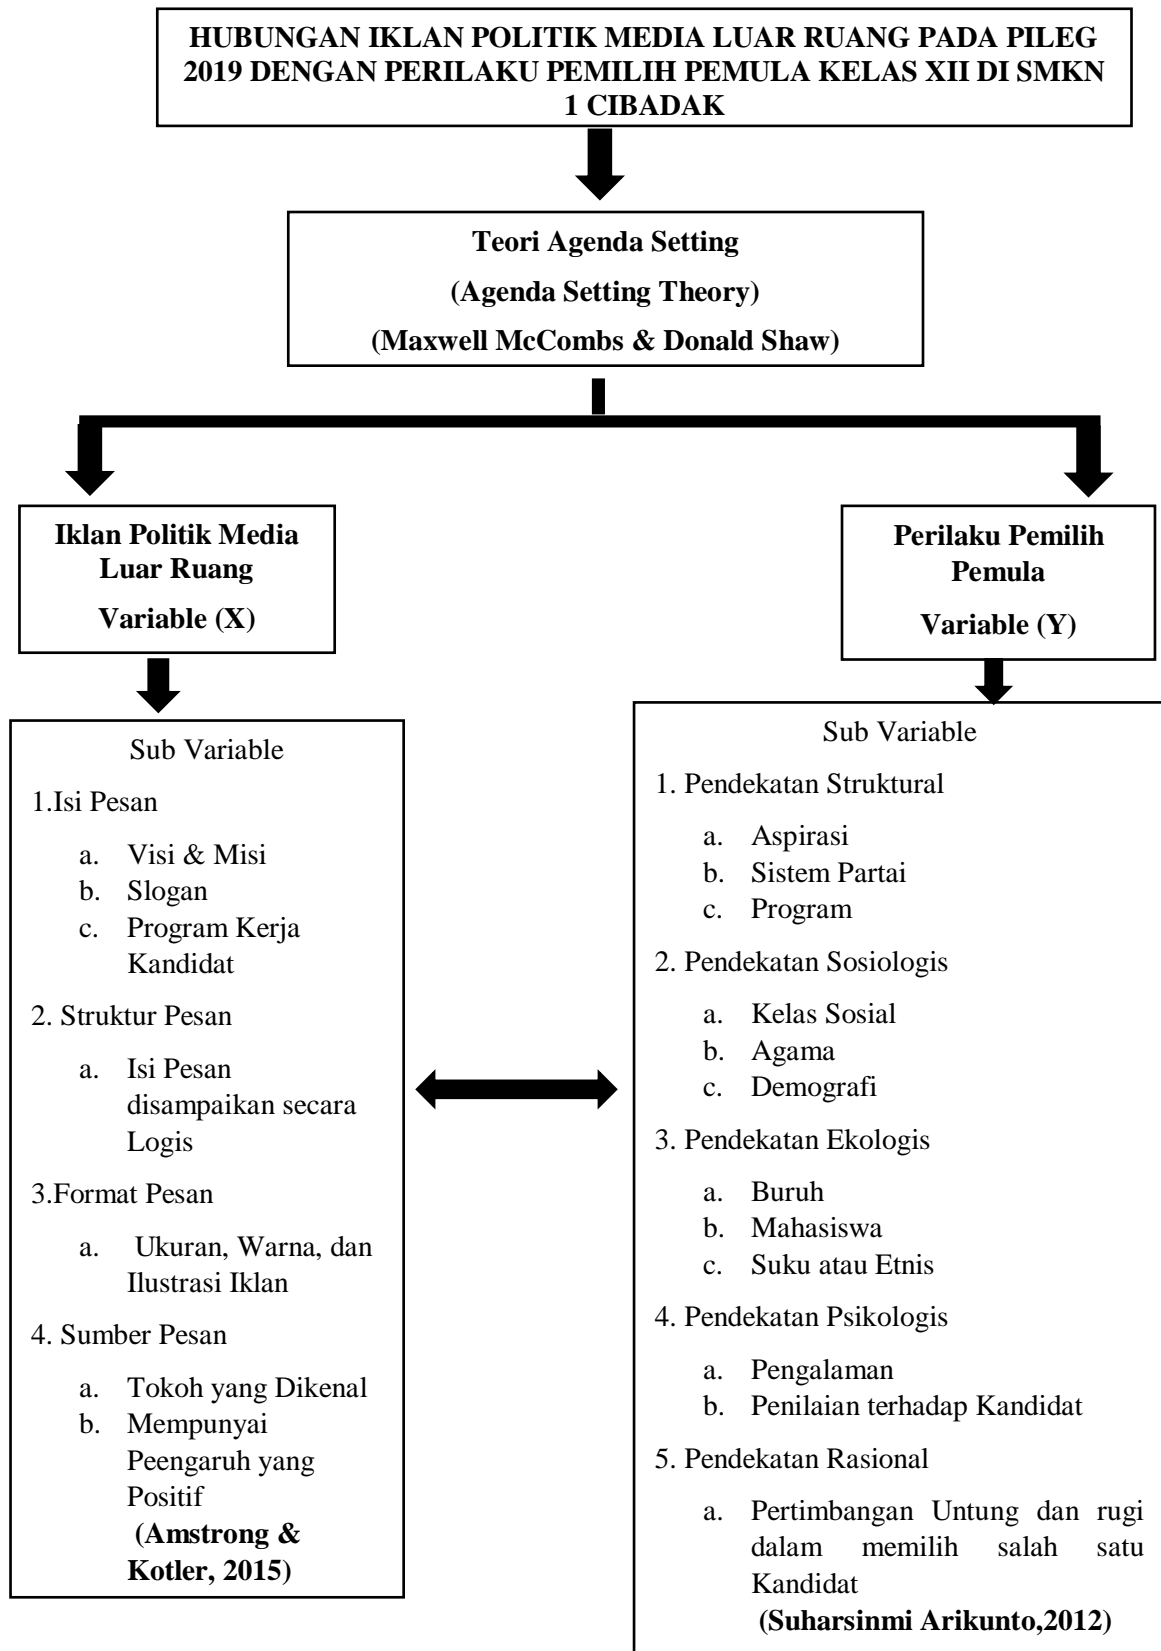 HUBUNGAN IKLAN POLITIK MEDIA LUAR RUANG PADA PILEG
2019 DENGAN PERILAKU PEMILIH PEMULA KELAS XII DI SMKN
1 CIBADAK
Teori Agenda Setting
(Agenda Setting Theory)
(Maxwell McCombs & Donald Shaw)
Iklan Politik Media
Luar Ruang
Variable (X)
Perilaku Pemilih
Pemula
Variable (Y)
Sub Variable
1.Isi Pesan
a. Visi & Misi
b. Slogan
c. Program Kerja
Kandidat
2. Struktur Pesan
a. Isi Pesan
disampaikan secara
Logis
3.Format Pesan
a. Ukuran, Warna, dan
Ilustrasi Iklan
4. Sumber Pesan
a. Tokoh yang Dikenal
b. Mempunyai
Peengaruh yang
Positif
(Amstrong &
Kotler, 2015)
Sub Variable
1. Pendekatan Struktural
a. Aspirasi
b. Sistem Partai
c. Program
2. Pendekatan Sosiologis
a. Kelas Sosial
b. Agama
c. Demografi
3. Pendekatan Ekologis
a. Buruh
b. Mahasiswa
c. Suku atau Etnis
4. Pendekatan Psikologis
a. Pengalaman
b. Penilaian terhadap Kandidat
5. Pendekatan Rasional
a. Pertimbangan Untung dan rugi
dalam memilih salah satu
Kandidat
(Suharsinmi Arikunto,2012)